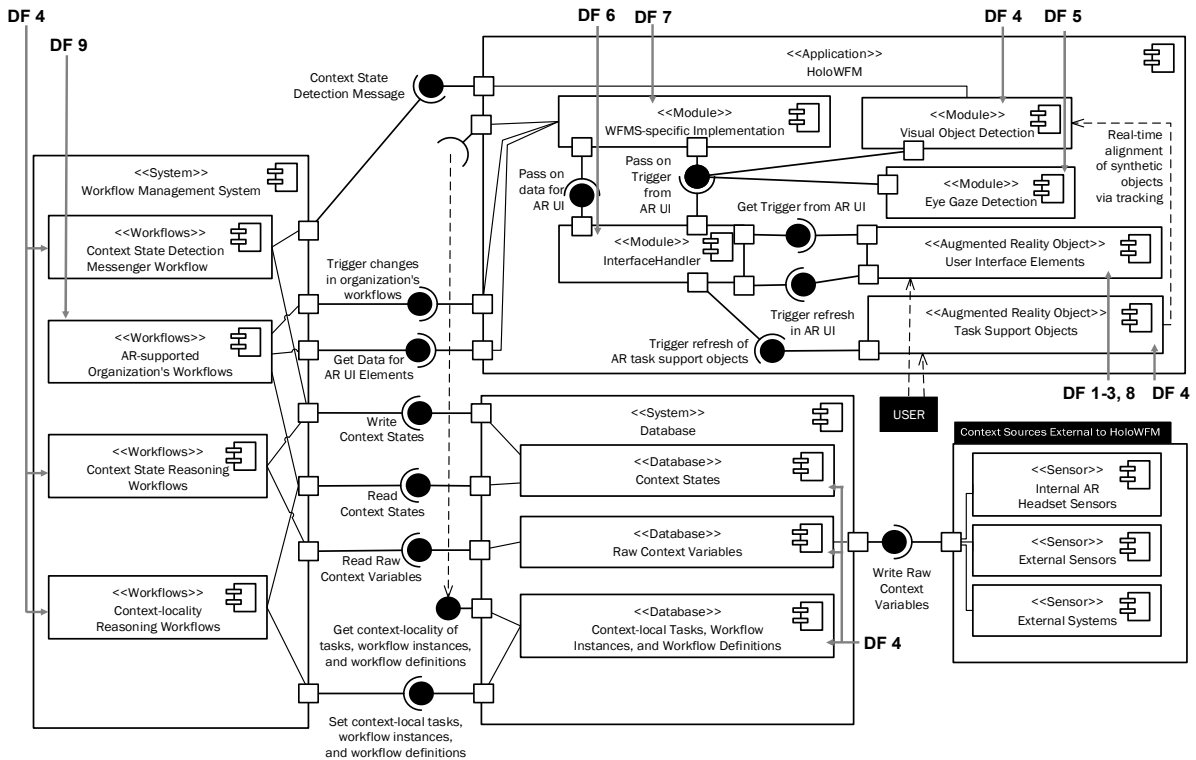 DF 4
DF 9
DF 6
DF 7
DF 4
DF 5
Context State
Detection Message
<<Application>>
HoloWFM
<<Module>>
WFMS-specific Implementation
<<Module>>
Visual Object Detection
Real-time
alignment
of synthetic
objects
via tracking
Pass on
data for
AR UI
Pass on
Trigger
from
AR UI
<<Module>>
Eye Gaze Detection
Get Trigger from AR UI
<<Module>>
InterfaceHandler
<<Augmented Reality Object>>
User Interface Elements
Trigger refresh
in AR UI
<<Augmented Reality Object>>
Task Support Objects
Trigger refresh of
AR task support objects
DF 1-3, 8
DF 4
USER
<<System>>
Workflow Management System
<<Workflows>>
Context State Detection
Messenger Workflow
<<Workflows>>
AR-supported
Organization's Workflows
<<Workflows>>
Context State Reasoning
Workflows
<<Workflows>>
Context-locality
Reasoning Workflows
Trigger changes
in organization's
workflows
Get Data for
AR UI Elements
Write
Context States
Read
Context States
Read Raw
Context Variables
Get context-locality of
tasks, workflow instances,
and workflow definitions
Set context-local tasks,
workflow instances,
and workflow definitions
<<System>>
Database
<<Database>>
Context States
<<Database>>
Raw Context Variables
<<Database>>
Context-local Tasks, Workflow
Instances, and Workflow Definitions
DF 4
Write Raw
Context
Variables
Context Sources External to HoloWFM
<<Sensor>>
Internal AR
Headset Sensors
<<Sensor>>
External Sensors
<<Sensor>>
External Systems